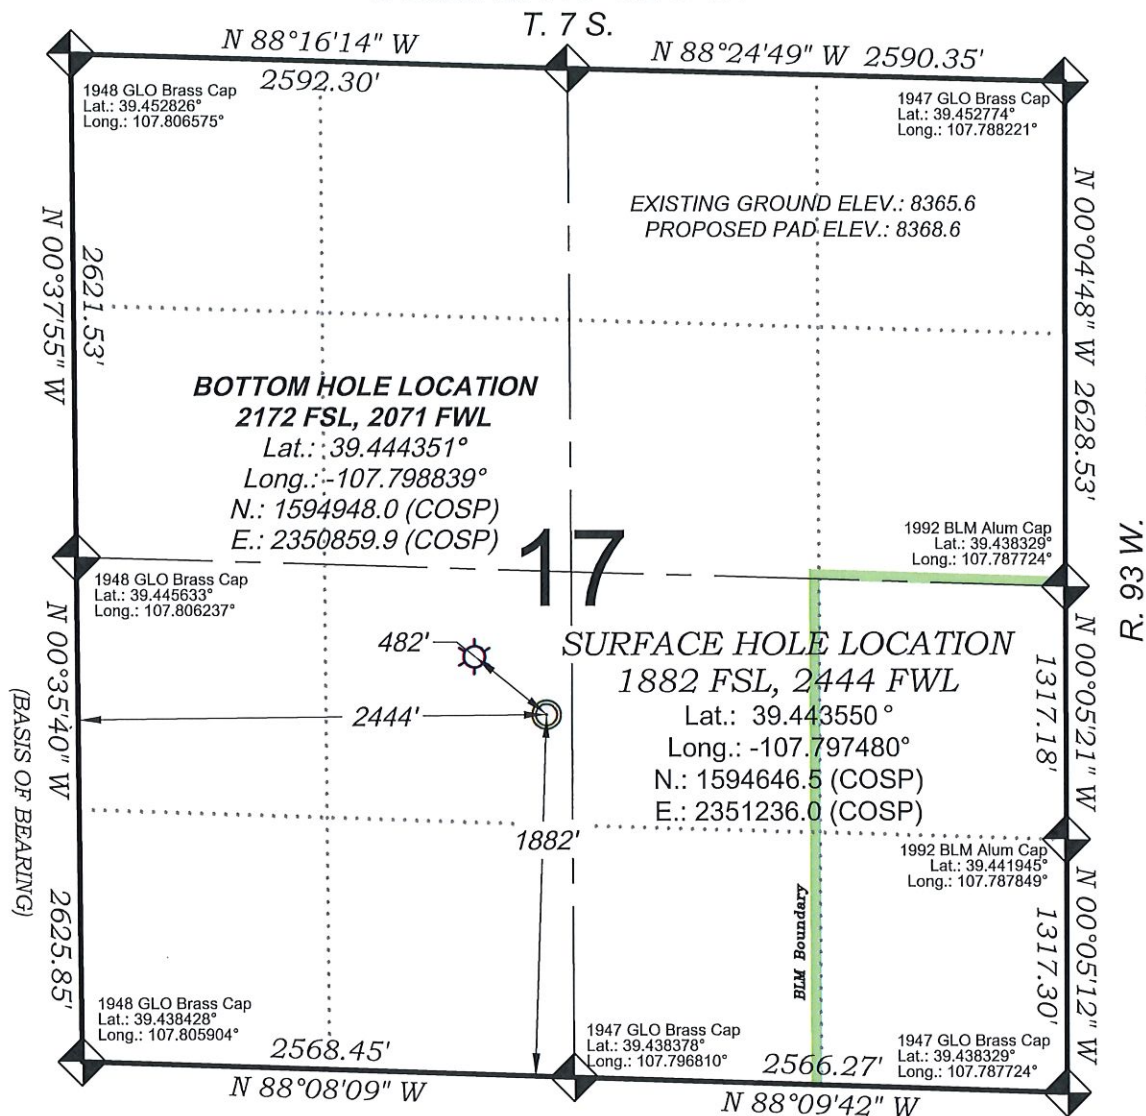 T. 7 S.
N 88°16'14" W
2592.30'
N 88°24'49" W 2590.35'
1948 GLO Brass Cap
Lat.: 39.452826°
Long.: 107.806575°
1947 GLO Brass Cap
Lat.: 39.452774°
Long.: 107.788221°
EXISTING GROUND ELEV.: 8365.6
PROPOSED PAD ELEV.: 8368.6
N 00°37'55" W
2621.53'
N 00°04'48" W 2628.53'
BOTTOM HOLE LOCATION
2172 FSL, 2071 FWL
Lat.: 39.444351°
Long.: -107.798839°
N.: 1594948.0 (COSP)
E.: 2350859.9 (COSP)
17
1992 BLM Alum Cap
Lat.: 39.438329°
Long.: 107.787724°
R. 93 W.
1948 GLO Brass Cap
Lat.: 39.445633°
Long.: 107.806237°
482'
SURFACE HOLE LOCATION
1882 FSL, 2444 FWL
Lat.: 39.443550°
Long.: -107.797480°
N.: 1594646.5 (COSP)
E.: 2351236.0 (COSP)
2444'
1882'
N 00°35'40" W
2625.85'
(BASIS OF BEARING)
N 00°05'21" W
1317.18'
1992 BLM Alum Cap
Lat.: 39.441945°
Long.: 107.787849°
BLM Boundary
N 00°05'12" W
1317.30'
1948 GLO Brass Cap
Lat.: 39.438428°
Long.: 107.805904°
1947 GLO Brass Cap
Lat.: 39.438378°
Long.: 107.796810°
1947 GLO Brass Cap
Lat.: 39.438329°
Long.: 107.787724°
2568.45'
N 88°08'09" W
2566.27'
N 88°09'42" W